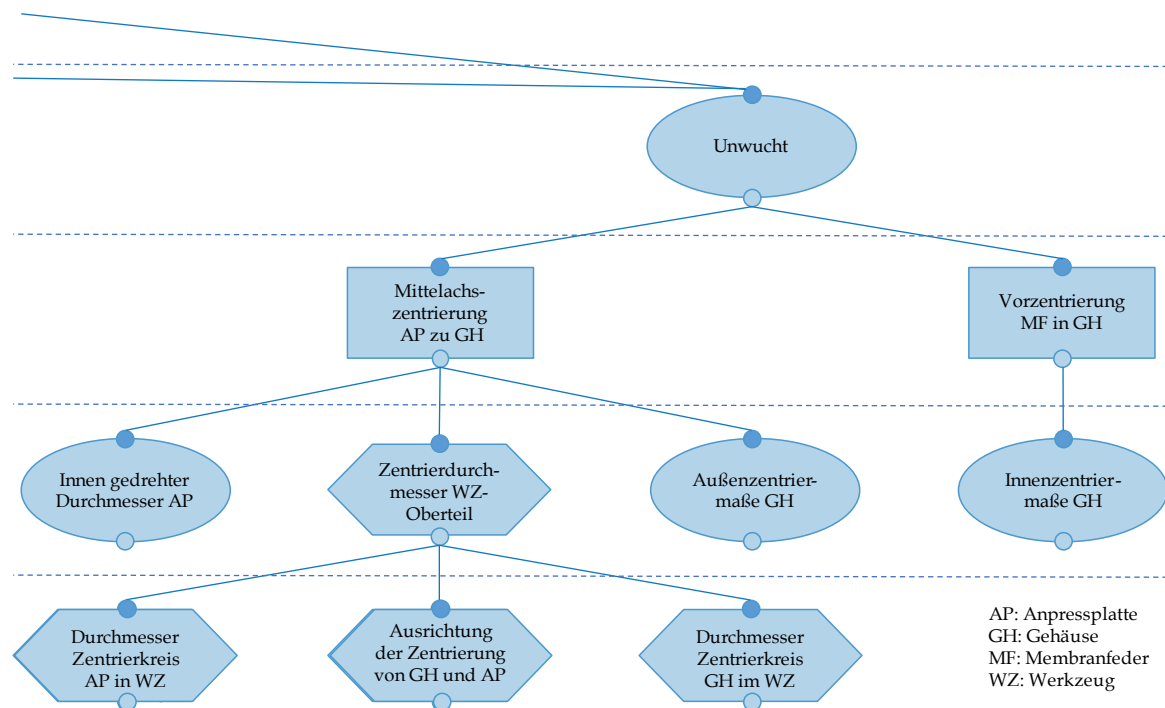 Unwucht
Mittelachs-
zentrierung
AP zu GH
Vorzentrierung
MF in GH
Innen gedrehter
Durchmesser AP
Zentrierdurch-
messer WZ-
Oberteil
Außenzentrier-
maße GH
Innenzentrier-
maße GH
Durchmesser
Zentrierkreis
AP in WZ
Ausrichtung
der Zentrierung
von GH und AP
Durchmesser
Zentrierkreis
GH im WZ
AP: Anpressplatte
GH: Gehäuse
MF: Membranfeder
WZ: Werkzeug